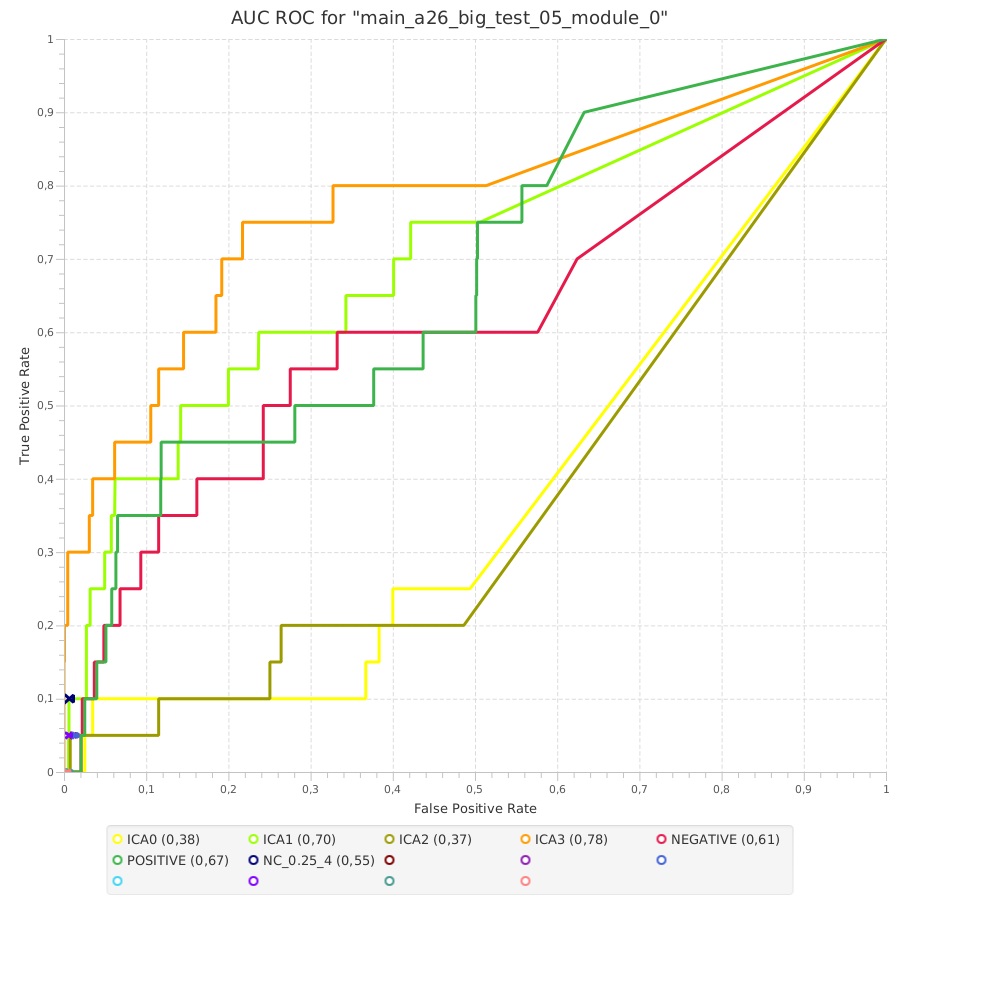 AUC ROC for "main_a26_big_test_05_module_0"
1
0,9
0,8
0,7
0,6
0,5
0,4
0,3
0,2
0,1
0
True Positive Rate
0 0,1 0,2 0,3 0,4 0,5 0,6 0,7 0,8 0,9 1
False Positive Rate
ICA0 (0,38) ICA1 (0,70) ICA2 (0,37) ICA3 (0,78) NEGATIVE (0,61)
POSITIVE (0,67) NC_0.25_4 (0,55)